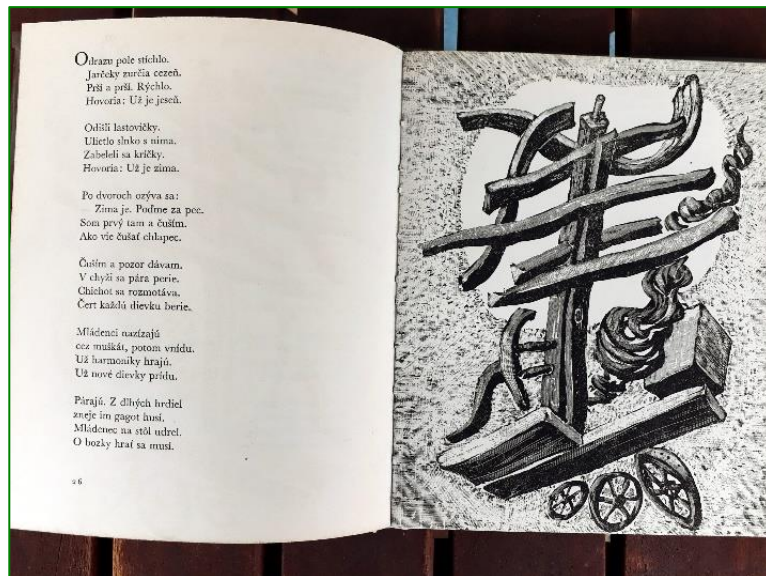 Odrazu pole stíchlo.
Jarčeky zurčia cezeň.
Prší a prší. Rýchlo.
Hovoria: Už je jeseň.
Odišli lastovičky.
Uliétlo slnko s nima.
Zabeleli sa kríčky.
Hovoria: Už je zima.
Po dvoroch ozýva sa:
— Zima je. Poďme za pec.
Som prvý tam a čuším.
Ako vie čušať chlapec.
Čuším a pozor dávam.
V chyži sa pára perie.
Chichot sa rozmotáva.
Čert každú dievku berie.
Mládenci nazízajú
cez muškát, potom vnídu.
Už harmoniky hrajú.
Už nové dievky prídu.
Párajú. Z dlhých hrdiel
zneje im gagot husí.
Mládenec na stôl udrel.
O bozky hrať sa musí.
26